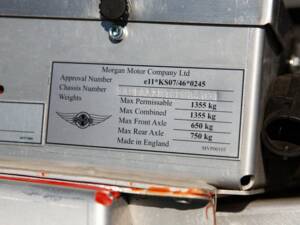 Morgan Motor Company Ltd
Approval Number e11*KS07/46*0245
Chassis Number
Weights
Max Permissable 1355 kg
Max Combined 1355 kg
Max Front Axle 650 kg
Max Rear Axle 750 kg
Made in England